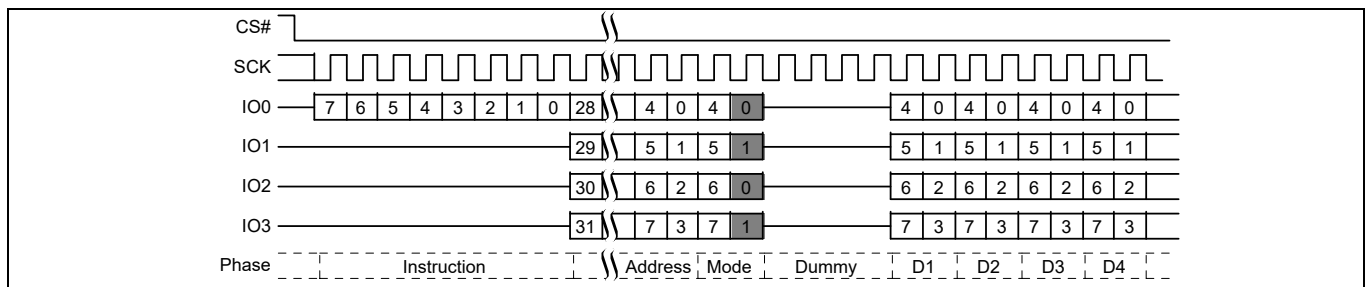 CS#
SCK
IO0 7 6 5 4 3 2 1 0 28 4 0 4 0 4 0 4 0 4 0 4 0
IO1 29 5 1 5 1 5 1 5 1 5 1 5 1
IO2 30 6 2 6 0 6 2 6 2 6 2 6 2
IO3 31 7 3 7 1 7 3 7 3 7 3 7 3
Phase Instruction Address Mode Dummy D1 D2 D3 D4